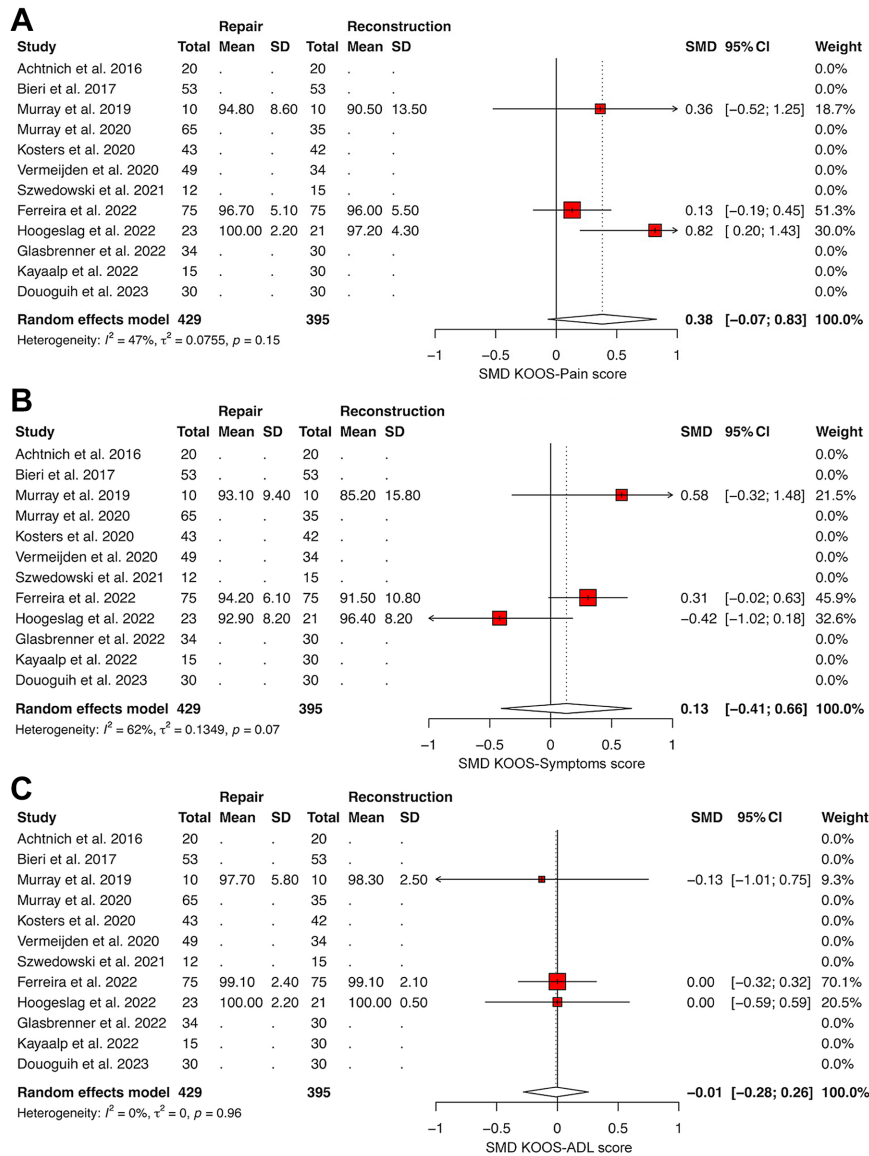 A
Repair Reconstruction
Study Total Mean SD Total Mean SD SMD 95% CI Weight
Achtnich et al. 2016 20 . . 20 . . 0.0%
Bieri et al. 2017 53 . . 53 . . 0.0%
Murray et al. 2019 10 94.80 8.60 10 90.50 13.50 0.36 [−0.52; 1.25] 18.7%
Murray et al. 2020 65 . . 35 . . 0.0%
Kosters et al. 2020 43 . . 42 . . 0.0%
Vermeijden et al. 2020 49 . . 34 . . 0.0%
Szwedowski et al. 2021 12 . . 15 . . 0.0%
Ferreira et al. 2022 75 96.70 5.10 75 96.00 5.50 0.13 [−0.19; 0.45] 51.3%
Hoogeslag et al. 2022 23 100.00 2.20 21 97.20 4.30 0.82 [ 0.20; 1.43] 30.0%
Glasbrenner et al. 2022 34 . . 30 . . 0.0%
Kayaalp et al. 2022 15 . . 30 . . 0.0%
Douoguih et al. 2023 30 . . 30 . . 0.0%
Random effects model 429 395 0.38 [−0.07; 0.83] 100.0%
Heterogeneity: I² = 47%, τ² = 0.0755, p = 0.15
−1 −0.5 0 0.5 1
SMD KOOS-Pain score
B
Repair Reconstruction
Study Total Mean SD Total Mean SD SMD 95% CI Weight
Achtnich et al. 2016 20 . . 20 . . 0.0%
Bieri et al. 2017 53 . . 53 . . 0.0%
Murray et al. 2019 10 93.10 9.40 10 85.20 15.80 0.58 [−0.32; 1.48] 21.5%
Murray et al. 2020 65 . . 35 . . 0.0%
Kosters et al. 2020 43 . . 42 . . 0.0%
Vermeijden et al. 2020 49 . . 34 . . 0.0%
Szwedowski et al. 2021 12 . . 15 . . 0.0%
Ferreira et al. 2022 75 94.20 6.10 75 91.50 10.80 0.31 [−0.02; 0.63] 45.9%
Hoogeslag et al. 2022 23 92.90 8.20 21 96.40 8.20 −0.42 [−1.02; 0.18] 32.6%
Glasbrenner et al. 2022 34 . . 30 . . 0.0%
Kayaalp et al. 2022 15 . . 30 . . 0.0%
Douoguih et al. 2023 30 . . 30 . . 0.0%
Random effects model 429 395 0.13 [−0.41; 0.66] 100.0%
Heterogeneity: I² = 62%, τ² = 0.1349, p = 0.07
−1 −0.5 0 0.5 1
SMD KOOS-Symptoms score
C
Repair Reconstruction
Study Total Mean SD Total Mean SD SMD 95% CI Weight
Achtnich et al. 2016 20 . . 20 . . 0.0%
Bieri et al. 2017 53 . . 53 . . 0.0%
Murray et al. 2019 10 97.70 5.80 10 98.30 2.50 −0.13 [−1.01; 0.75] 9.3%
Murray et al. 2020 65 . . 35 . . 0.0%
Kosters et al. 2020 43 . . 42 . . 0.0%
Vermeijden et al. 2020 49 . . 34 . . 0.0%
Szwedowski et al. 2021 12 . . 15 . . 0.0%
Ferreira et al. 2022 75 99.10 2.40 75 99.10 2.10 0.00 [−0.32; 0.32] 70.1%
Hoogeslag et al. 2022 23 100.00 2.20 21 100.00 0.50 0.00 [−0.59; 0.59] 20.5%
Glasbrenner et al. 2022 34 . . 30 . . 0.0%
Kayaalp et al. 2022 15 . . 30 . . 0.0%
Douoguih et al. 2023 30 . . 30 . . 0.0%
Random effects model 429 395 −0.01 [−0.28; 0.26] 100.0%
Heterogeneity: I² = 0%, τ² = 0, p = 0.96
−1 −0.5 0 0.5 1
SMD KOOS-ADL score